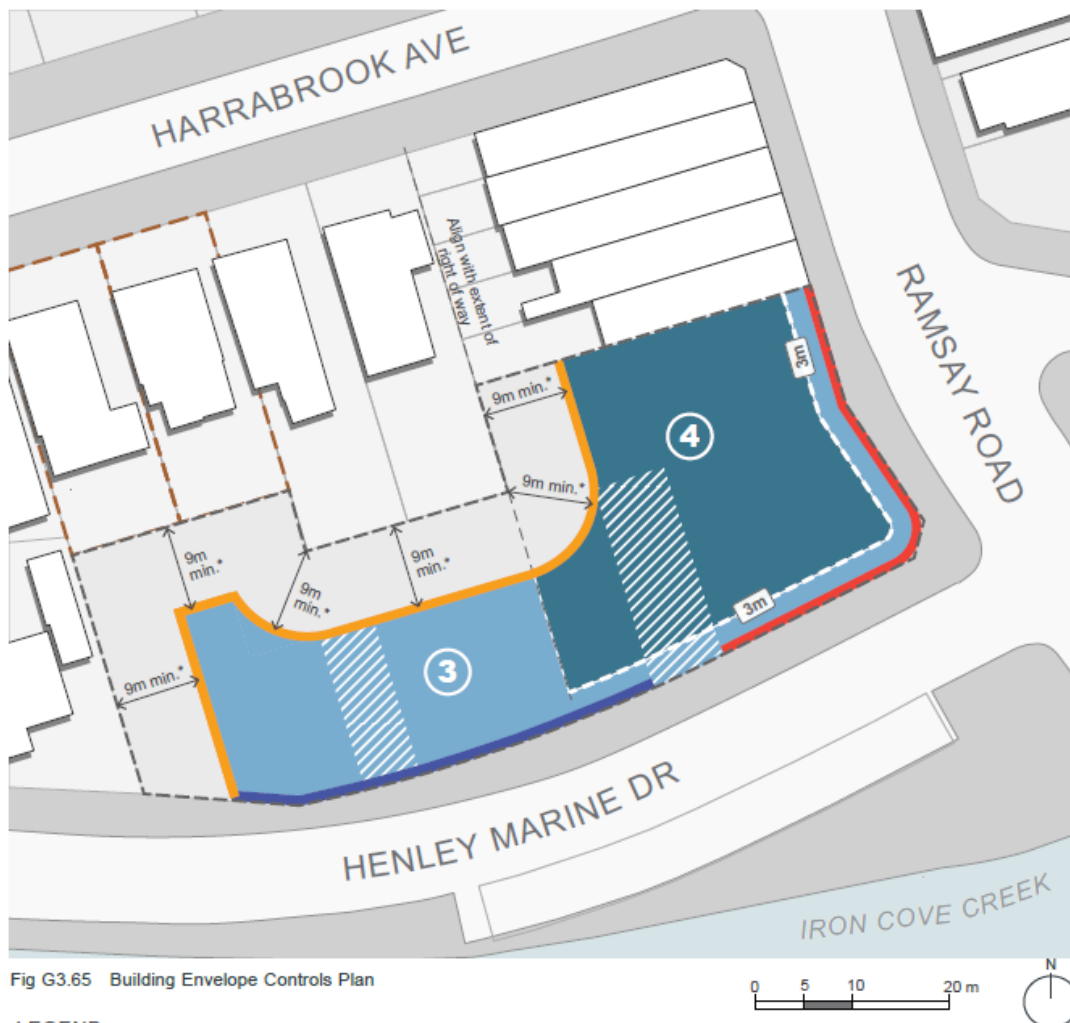 HARRABROOK AVE
Align with extent of
right of way
RAMSAY ROAD
3m
9m min.*
4
9m min.*
9m
min.*
9m
min.*
9m
min.*
3m
3
9m min.*
HENLEY MARINE DR
IRON COVE CREEK
Fig G3.65 Building Envelope Controls Plan
0 5 10 20 m
N
LEGEND